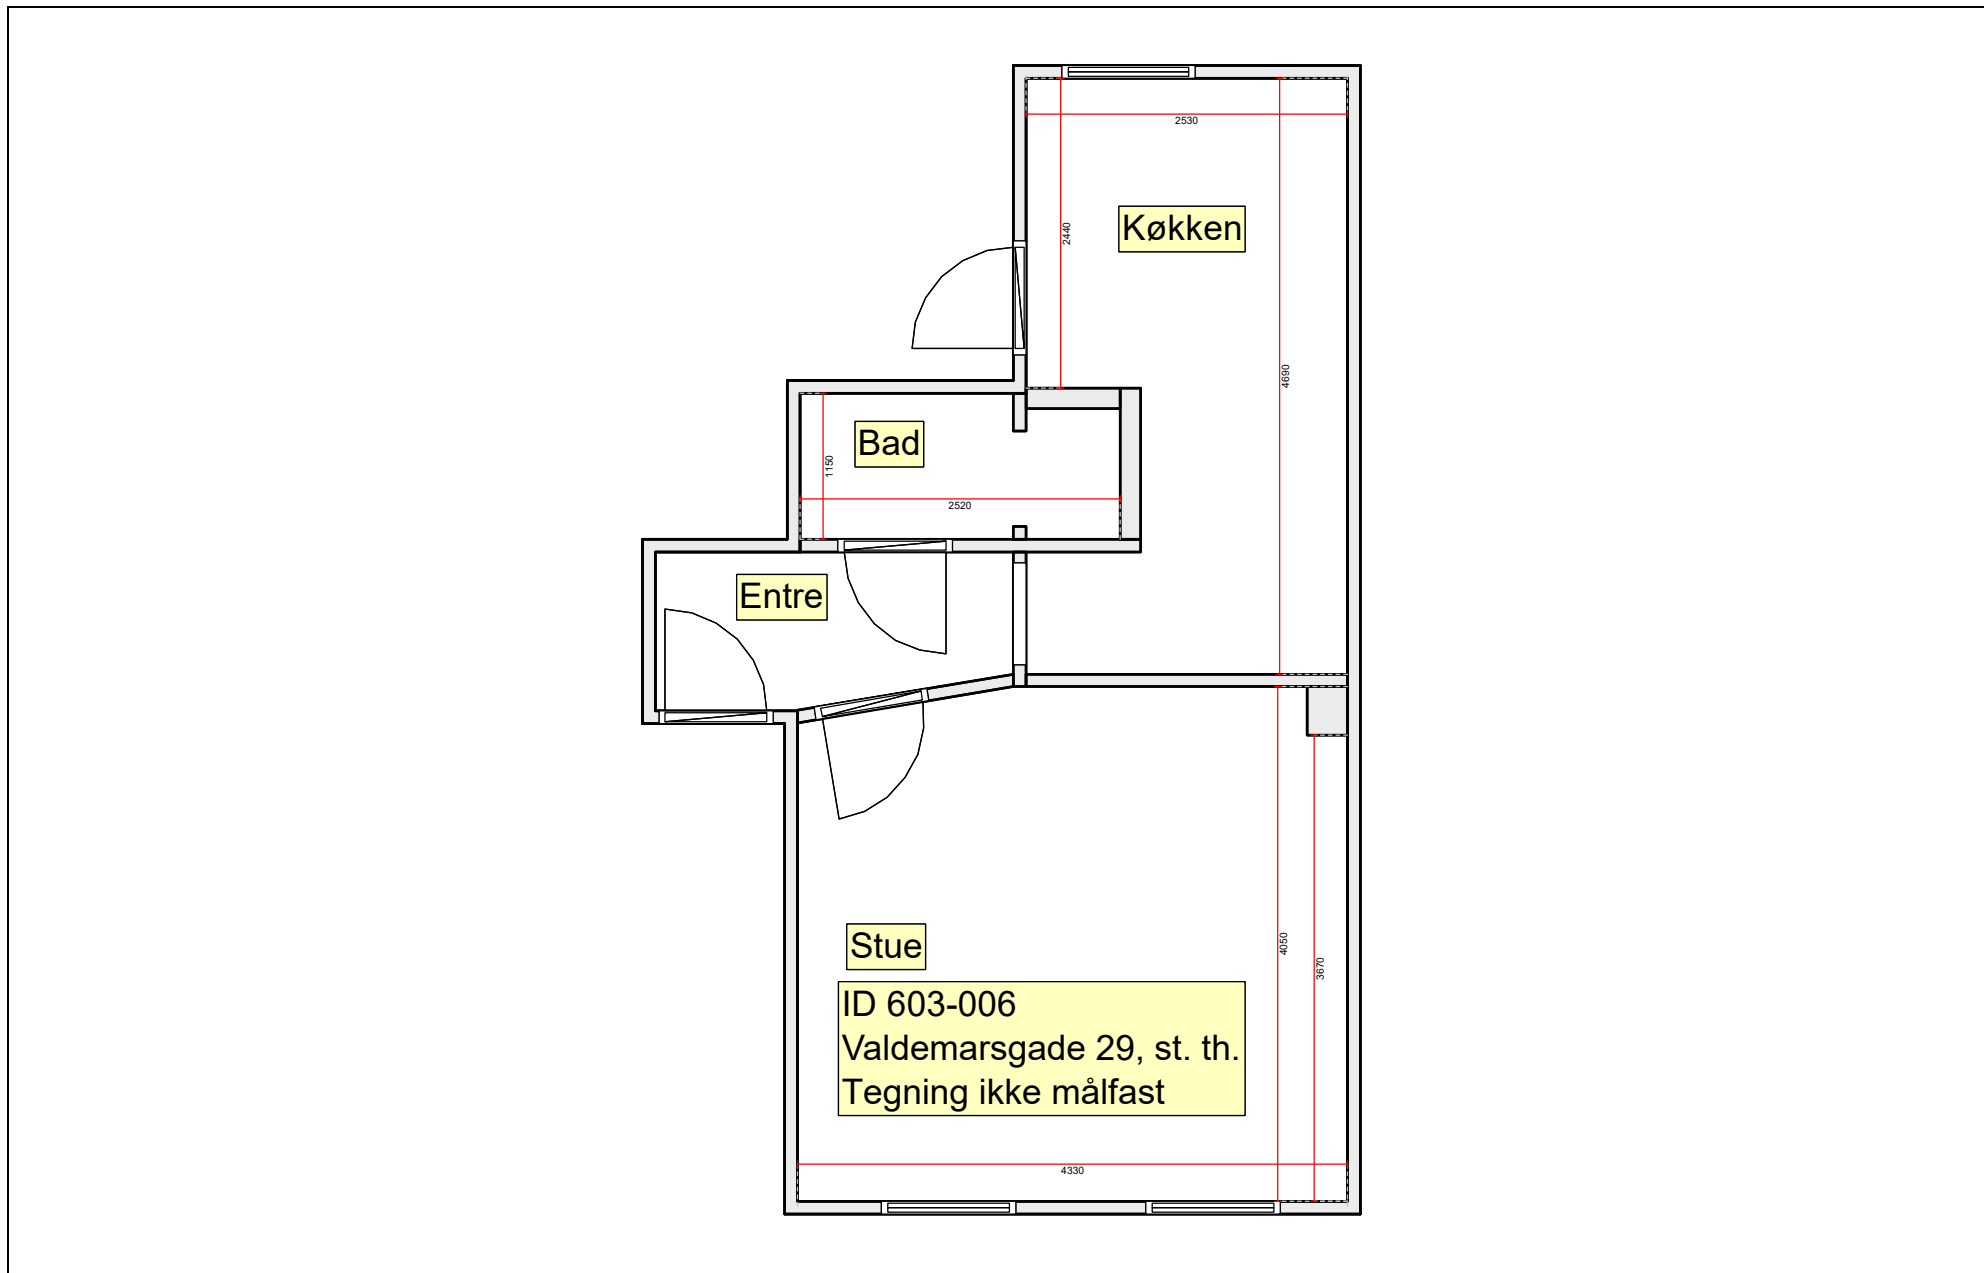 2530
Køkken
2440
4690
Bad
1150
2520
Entre
Stue
4050
3670
ID 603-006
Valdemarsgade 29, st. th.
Tegning ikke målfast
4330